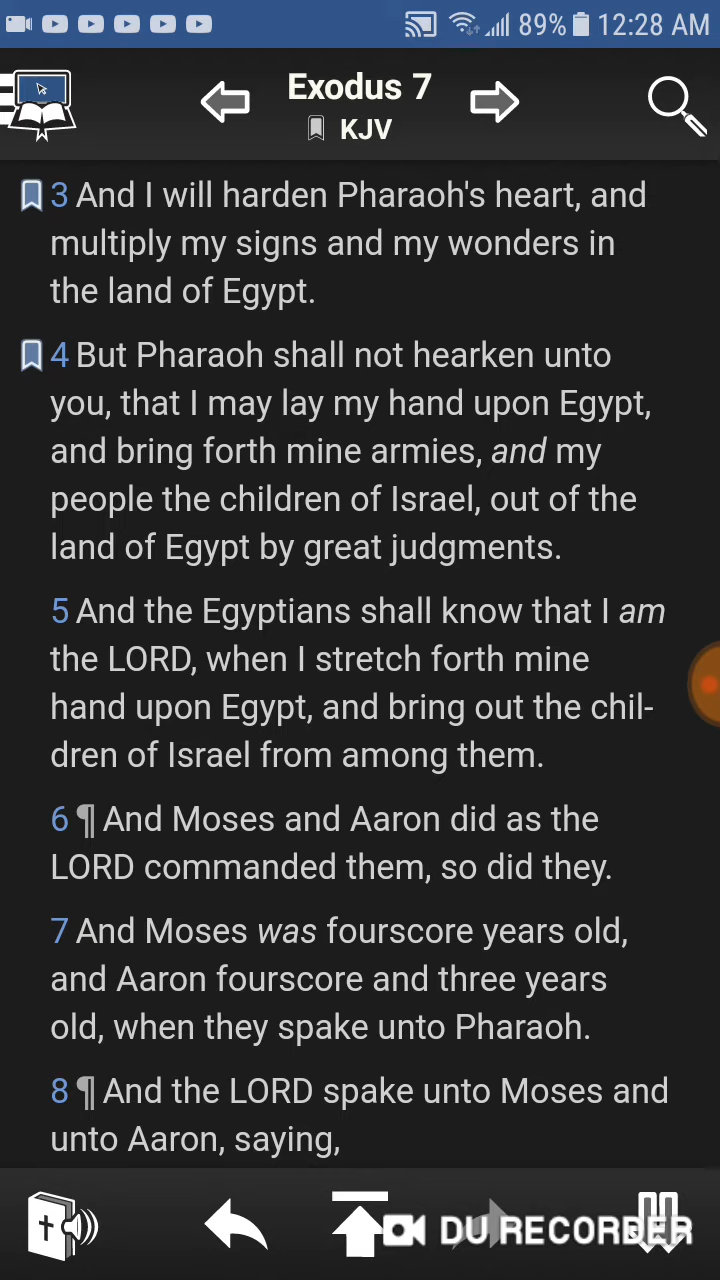 89% 12:28 AM
Exodus 7
KJV
3 And I will harden Pharaoh's heart, and
multiply my signs and my wonders in
the land of Egypt.
4 But Pharaoh shall not hearken unto
you, that I may lay my hand upon Egypt,
and bring forth mine armies, and my
people the children of Israel, out of the
land of Egypt by great judgments.
5 And the Egyptians shall know that I am
the LORD, when I stretch forth mine
hand upon Egypt, and bring out the chil-
dren of Israel from among them.
6 ¶ And Moses and Aaron did as the
LORD commanded them, so did they.
7 And Moses was fourscore years old,
and Aaron fourscore and three years
old, when they spake unto Pharaoh.
8 ¶ And the LORD spake unto Moses and
unto Aaron, saying,
DU RECORDER